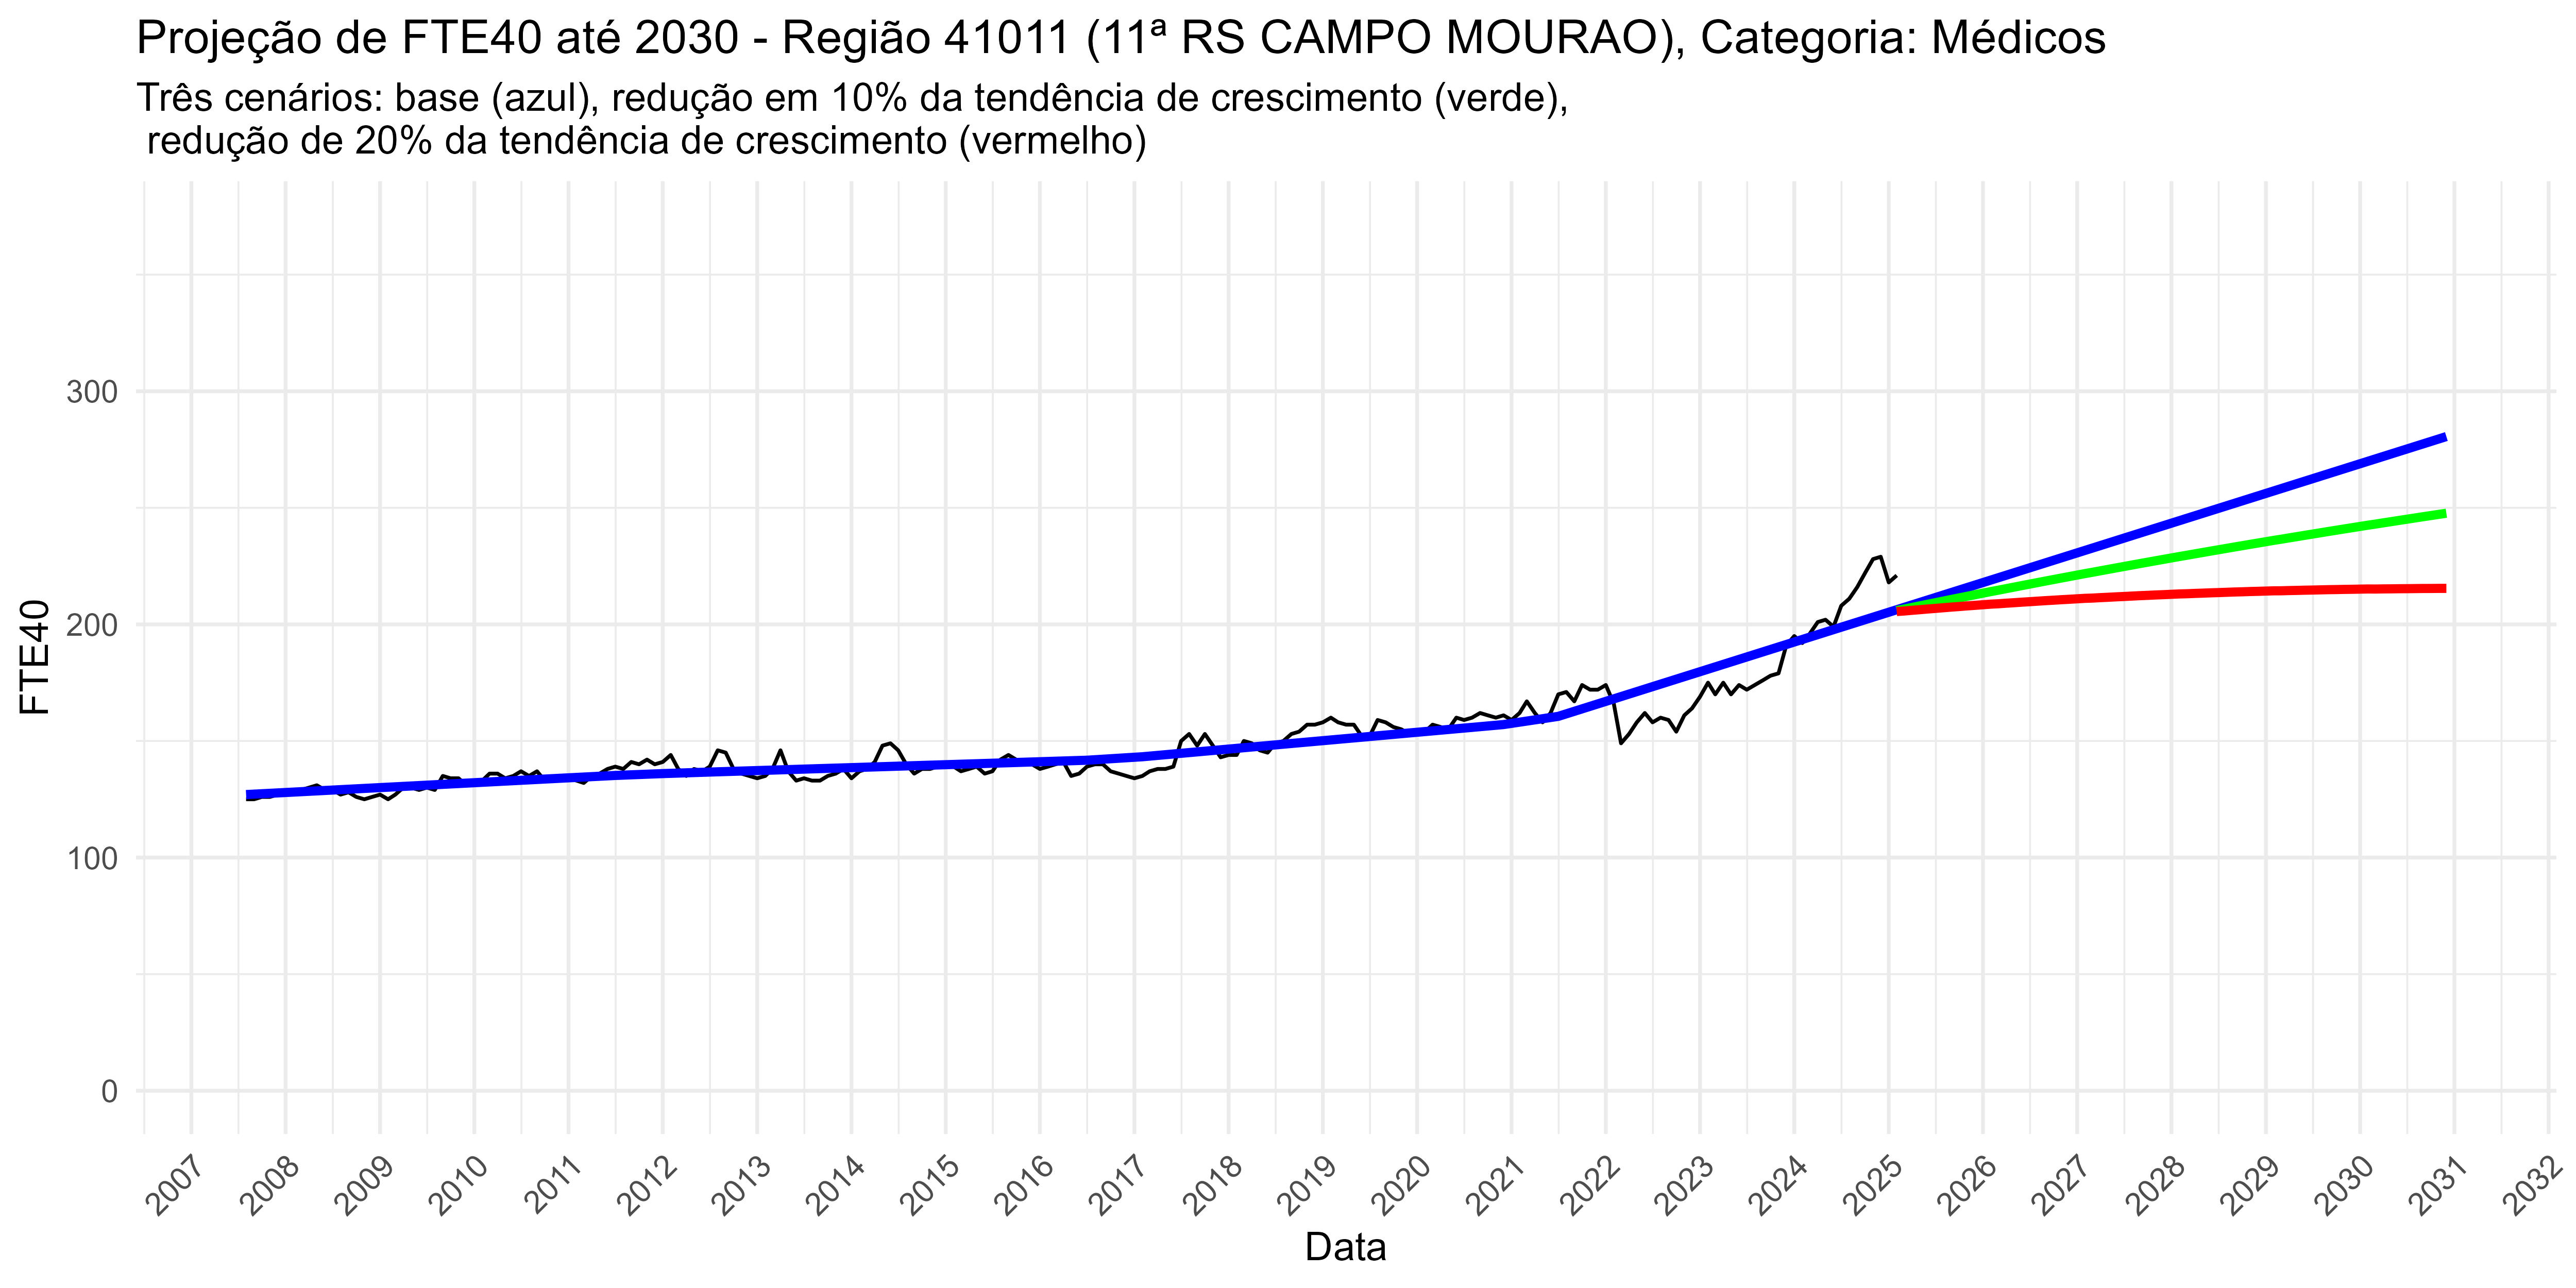 Projeção de FTE40 até 2030 - Região 41011 (11ª RS CAMPO MOURAO), Categoria: Médicos
Três cenários: base (azul), redução em 10% da tendência de crescimento (verde),
redução de 20% da tendência de crescimento (vermelho)
FTE40
300
200
100
0
2007 2008 2009 2010 2011 2012 2013 2014 2015 2016 2017 2018 2019 2020 2021 2022 2023 2024 2025 2026 2027 2028 2029 2030 2031 2032
Data